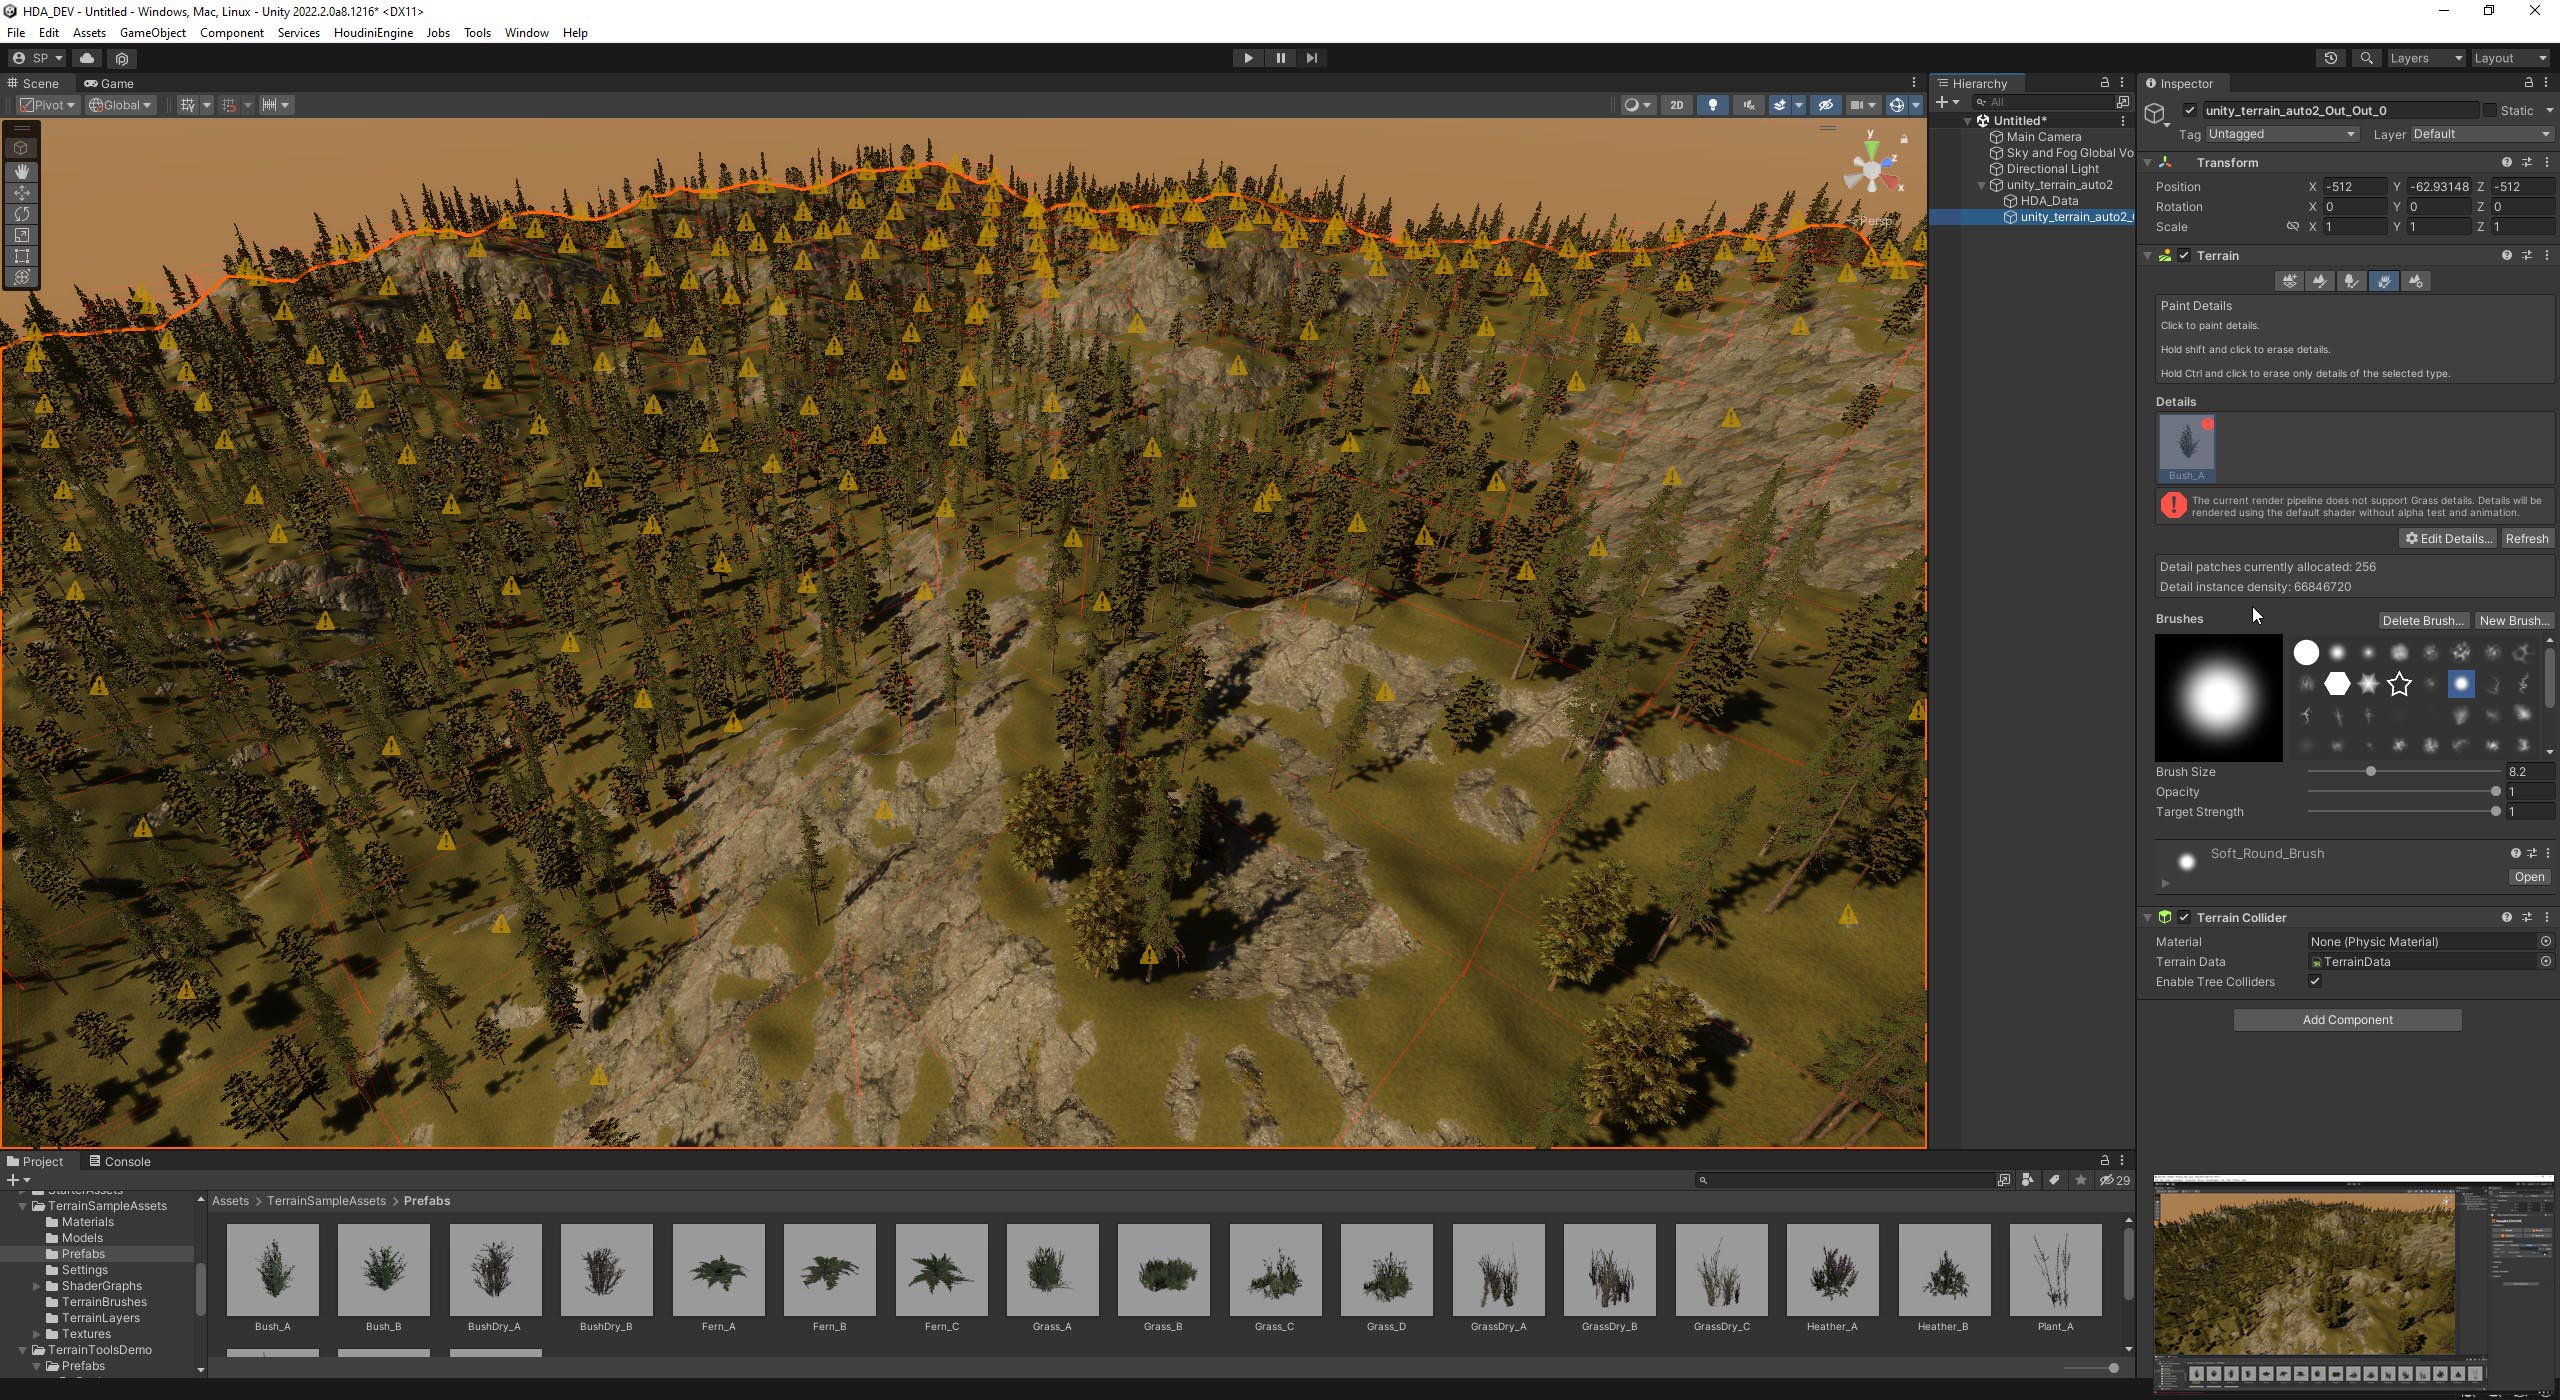 HDA_DEV - Untitled - Windows, Mac, Linux - Unity 2022.2.0a8.1216* <DX11>
File Edit Assets GameObject Component Services HoudiniEngine Jobs Tools Window Help
SP Layers Layout
Scene Game
Pivot Global 2D
y
z
x
Persp
Hierarchy
All
Untitled*
Main Camera
Sky and Fog Global Vo
Directional Light
unity_terrain_auto2
HDA_Data
unity_terrain_auto2_
Inspector
unity_terrain_auto2_Out_Out_0 Static
Tag Untagged Layer Default
Transform
Position X -512 Y -62.93148 Z -512
Rotation X 0 Y 0 Z 0
Scale X 1 Y 1 Z 1
Terrain
Paint Details
Click to paint details.
Hold shift and click to erase details.
Hold Ctrl and click to erase only details of the selected type.
Details
Bush_A
The current render pipeline does not support Grass details. Details will be
rendered using the default shader without alpha test and animation.
Edit Details... Refresh
Detail patches currently allocated: 256
Detail instance density: 66846720
Brushes Delete Brush... New Brush...
Brush Size 8.2
Opacity 1
Target Strength 1
Soft_Round_Brush
Open
Terrain Collider
Material None (Physic Material)
Terrain Data TerrainData
Enable Tree Colliders
Add Component
Project Console
29
StarterAssets
TerrainSampleAssets
Materials
Models
Prefabs
Settings
ShaderGraphs
TerrainBrushes
TerrainLayers
Textures
TerrainToolsDemo
Prefabs
Assets > TerrainSampleAssets > Prefabs
Bush_A Bush_B BushDry_A BushDry_B Fern_A Fern_B Fern_C Grass_A Grass_B Grass_C Grass_D GrassDry_A GrassDry_B GrassDry_C Heather_A Heather_B Plant_A